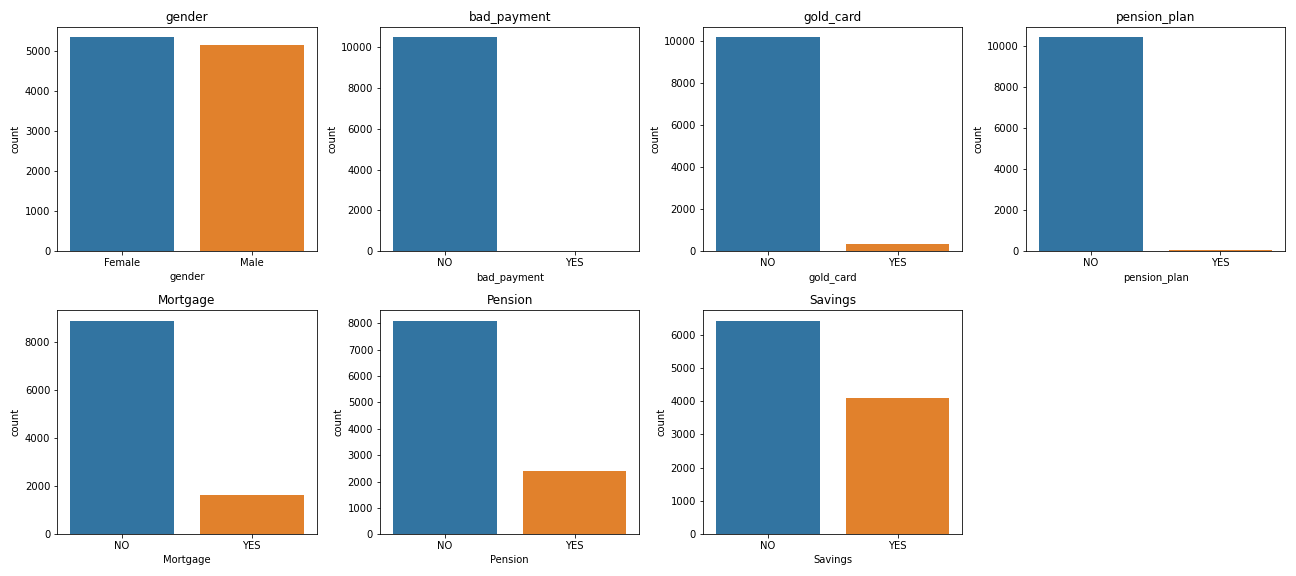 gender
5000
4000
3000
2000
1000
0
count
Female
Male
gender
bad_payment
10000
8000
6000
4000
2000
0
count
NO
YES
bad_payment
gold_card
10000
8000
6000
4000
2000
0
count
NO
YES
gold_card
pension_plan
10000
8000
6000
4000
2000
0
count
NO
YES
pension_plan
Mortgage
8000
6000
4000
2000
0
count
NO
YES
Mortgage
Pension
8000
7000
6000
5000
4000
3000
2000
1000
0
count
NO
YES
Pension
Savings
6000
5000
4000
3000
2000
1000
0
count
NO
YES
Savings